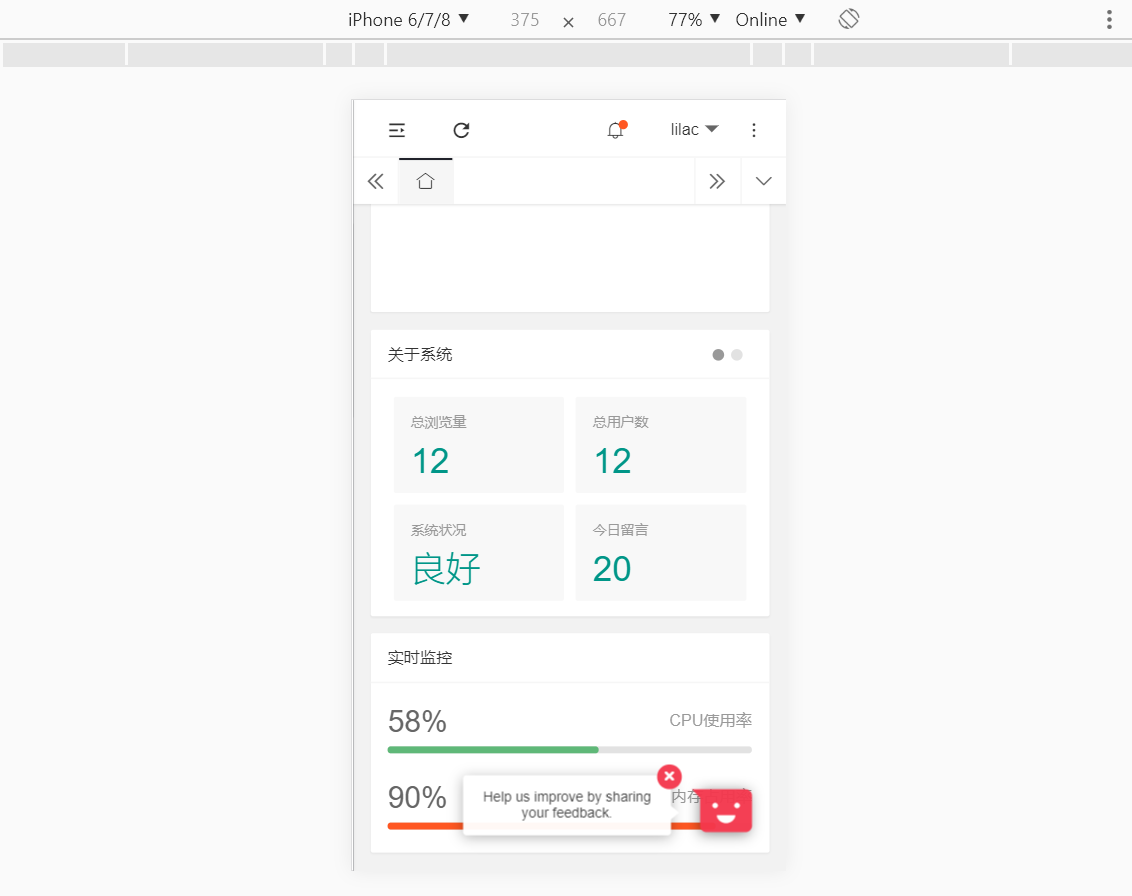 iPhone 6/7/8 ▼ 375 × 667 77% ▼ Online ▼
lilac
关于系统
总浏览量
12
总用户数
12
系统状况
良好
今日留言
20
实时监控
58%
CPU使用率
90%
内存
Help us improve by sharing
your feedback.